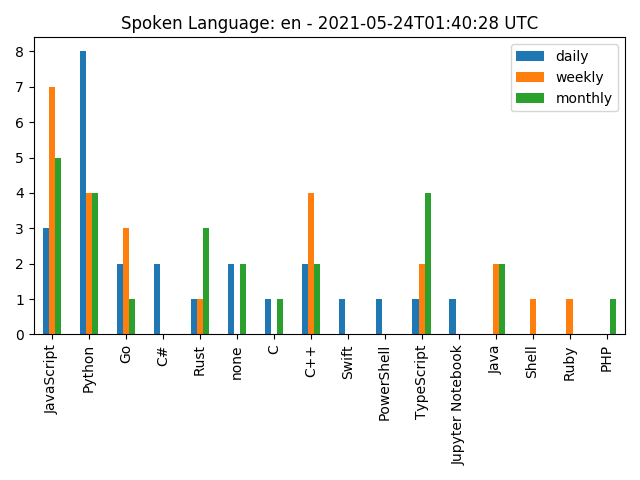 Spoken Language: en - 2021-05-24T01:40:28 UTC
daily
weekly
monthly
8
7
6
5
4
3
2
1
0
JavaScript
Python
Go
C#
Rust
none
C
C++
Swift
PowerShell
TypeScript
Jupyter Notebook
Java
Shell
Ruby
PHP